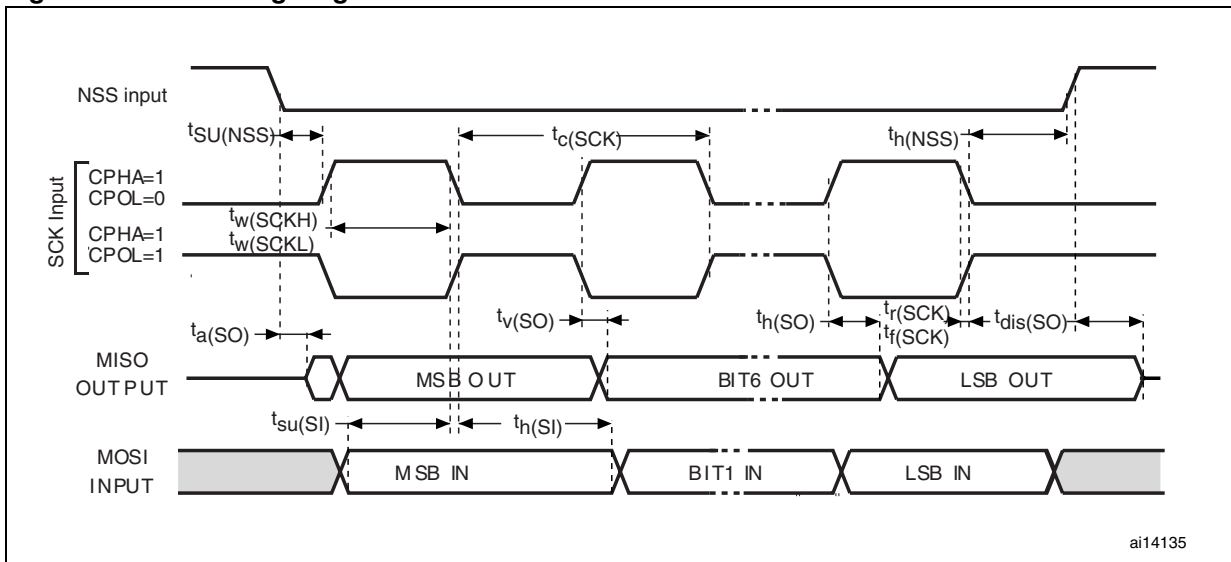 NSS input
tSU(NSS)
tc(SCK)
th(NSS)
SCK Input
CPHA=1
CPOL=0
tw(SCKH)
tw(SCKL)
CPHA=1
CPOL=1
ta(SO)
tv(SO)
th(SO)
tr(SCK)
tf(SCK)
tdis(SO)
MISO
OUTPUT
MSB OUT
BIT6 OUT
LSB OUT
tsu(SI)
th(SI)
MOSI
INPUT
MSB IN
BIT1 IN
LSB IN
ai14135